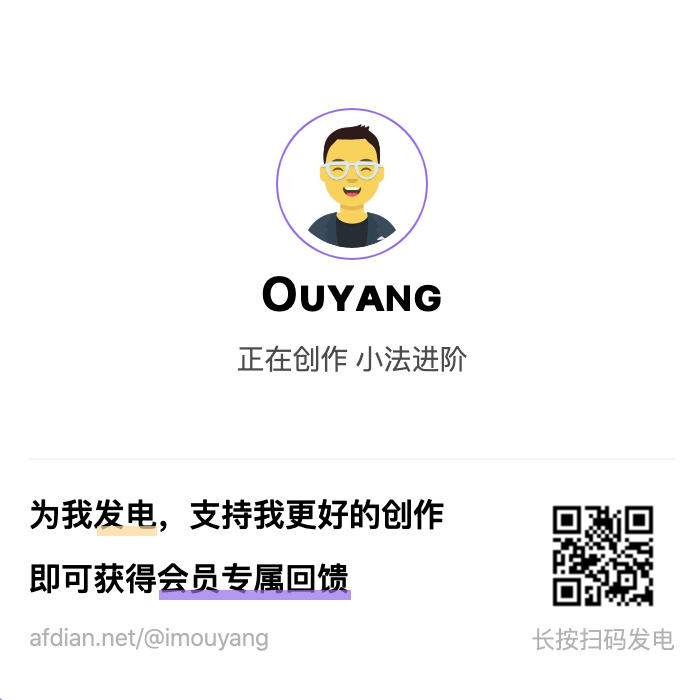 Ouyang
正在创作 小法进阶
为我发电，支持我更好的创作
即可获得会员专属回馈
afdian.net/@imouyang
长按扫码发电